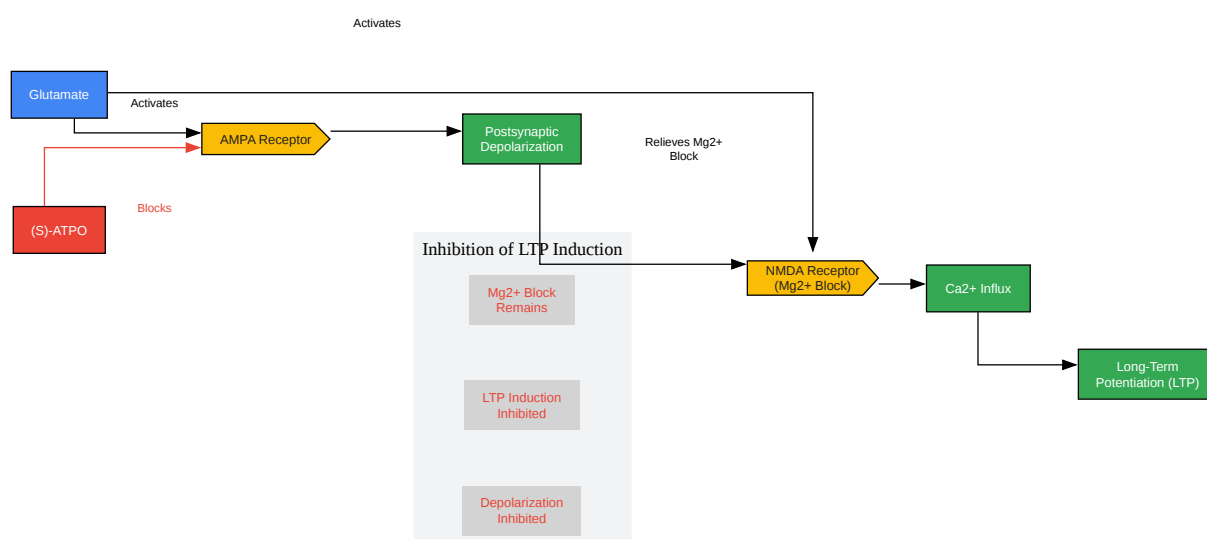 Activates
Glutamate
Activates
AMPA Receptor
Postsynaptic
Depolarization
Relieves Mg2+
Block
Blocks
(S)-ATPO
Inhibition of LTP Induction
NMDA Receptor
(Mg2+ Block)
Mg2+ Block
Remains
Ca2+ Influx
Long-Term
Potentiation (LTP)
LTP Induction
Inhibited
Depolarization
Inhibited